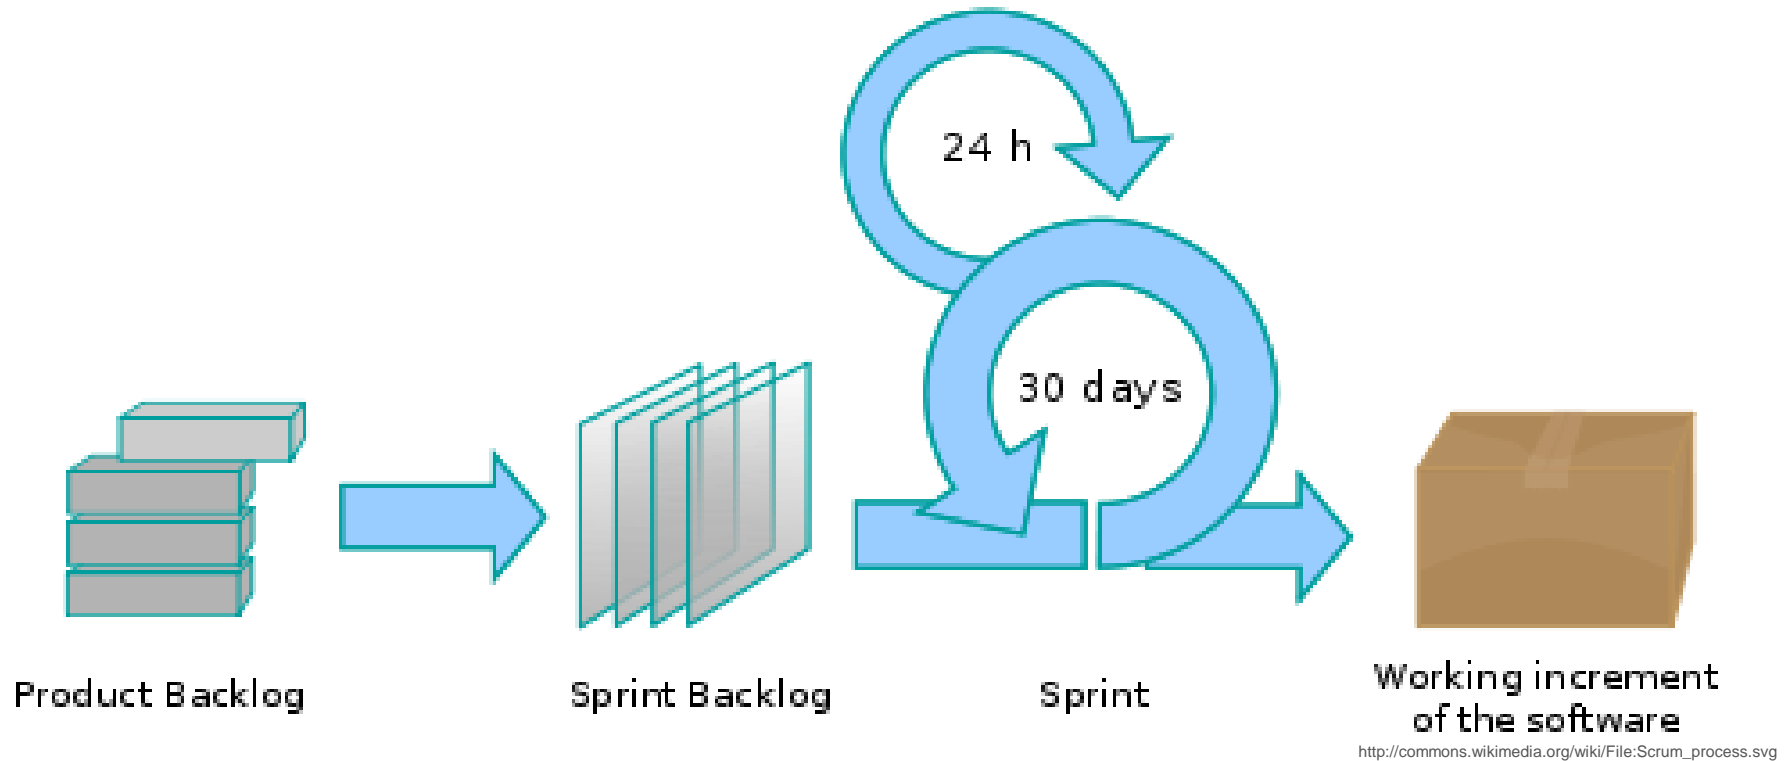 24 h
30 days
Product Backlog
Sprint Backlog
Sprint
Working increment
of the software
http://commons.wikimedia.org/wiki/File:Scrum_process.svg